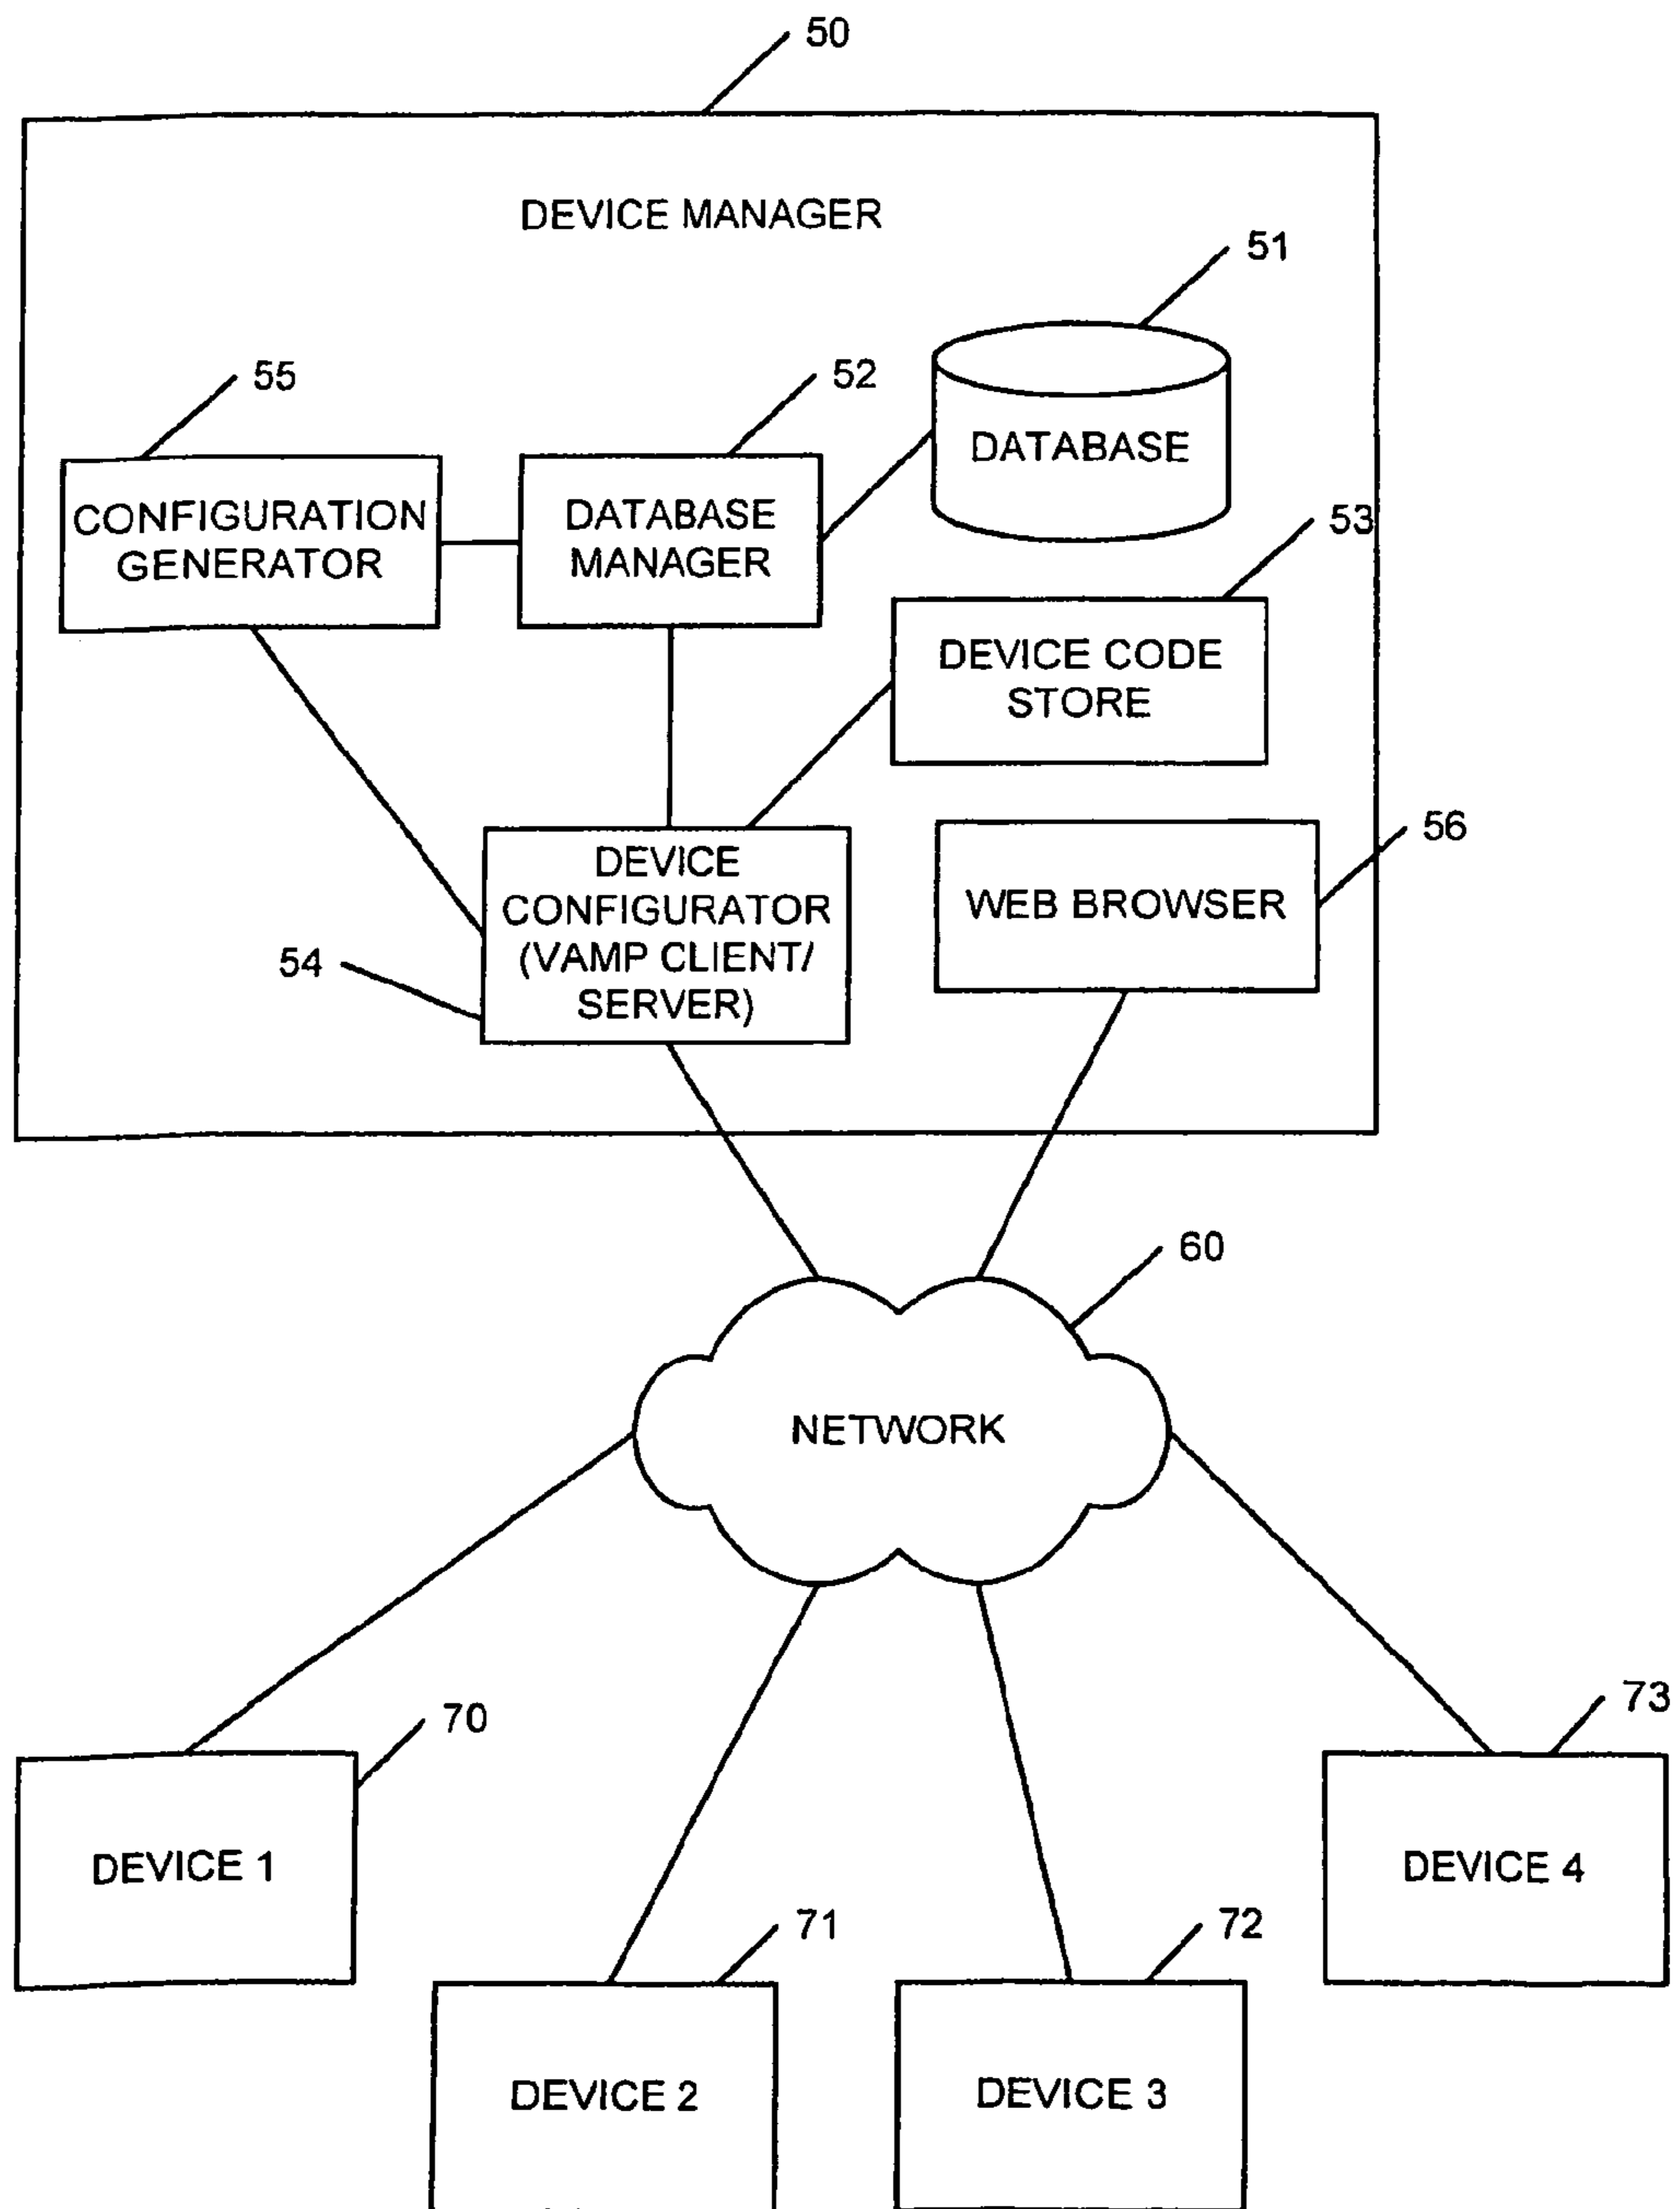 50
DEVICE MANAGER
51
55
52
DATABASE
CONFIGURATION
GENERATOR
DATABASE
MANAGER
53
DEVICE CODE
STORE
56
DEVICE
CONFIGURATOR
(VAMP CLIENT/
SERVER)
WEB BROWSER
54
60
NETWORK
70
73
DEVICE 1
DEVICE 4
71
72
DEVICE 2
DEVICE 3